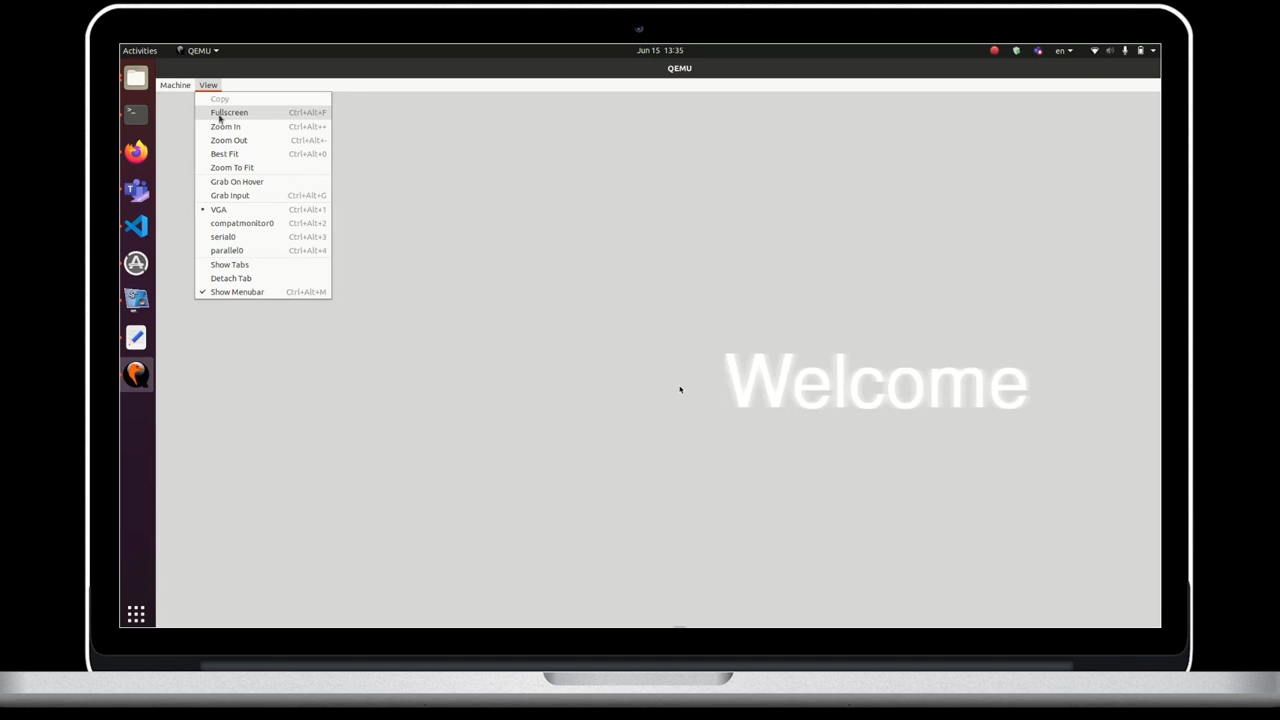 Activities QEMU Jun 15 13:35 en
QEMU
Machine View
Copy
Fullscreen Ctrl+Alt+F
Zoom In Ctrl+Alt++
Zoom Out Ctrl+Alt+-
Best Fit Ctrl+Alt+0
Zoom To Fit
Grab On Hover
Grab Input Ctrl+Alt+G
VGA Ctrl+Alt+1
compatmonitor0 Ctrl+Alt+2
serial0 Ctrl+Alt+3
parallel0 Ctrl+Alt+4
Show Tabs
Detach Tab
Show Menubar Ctrl+Alt+M
Welcome